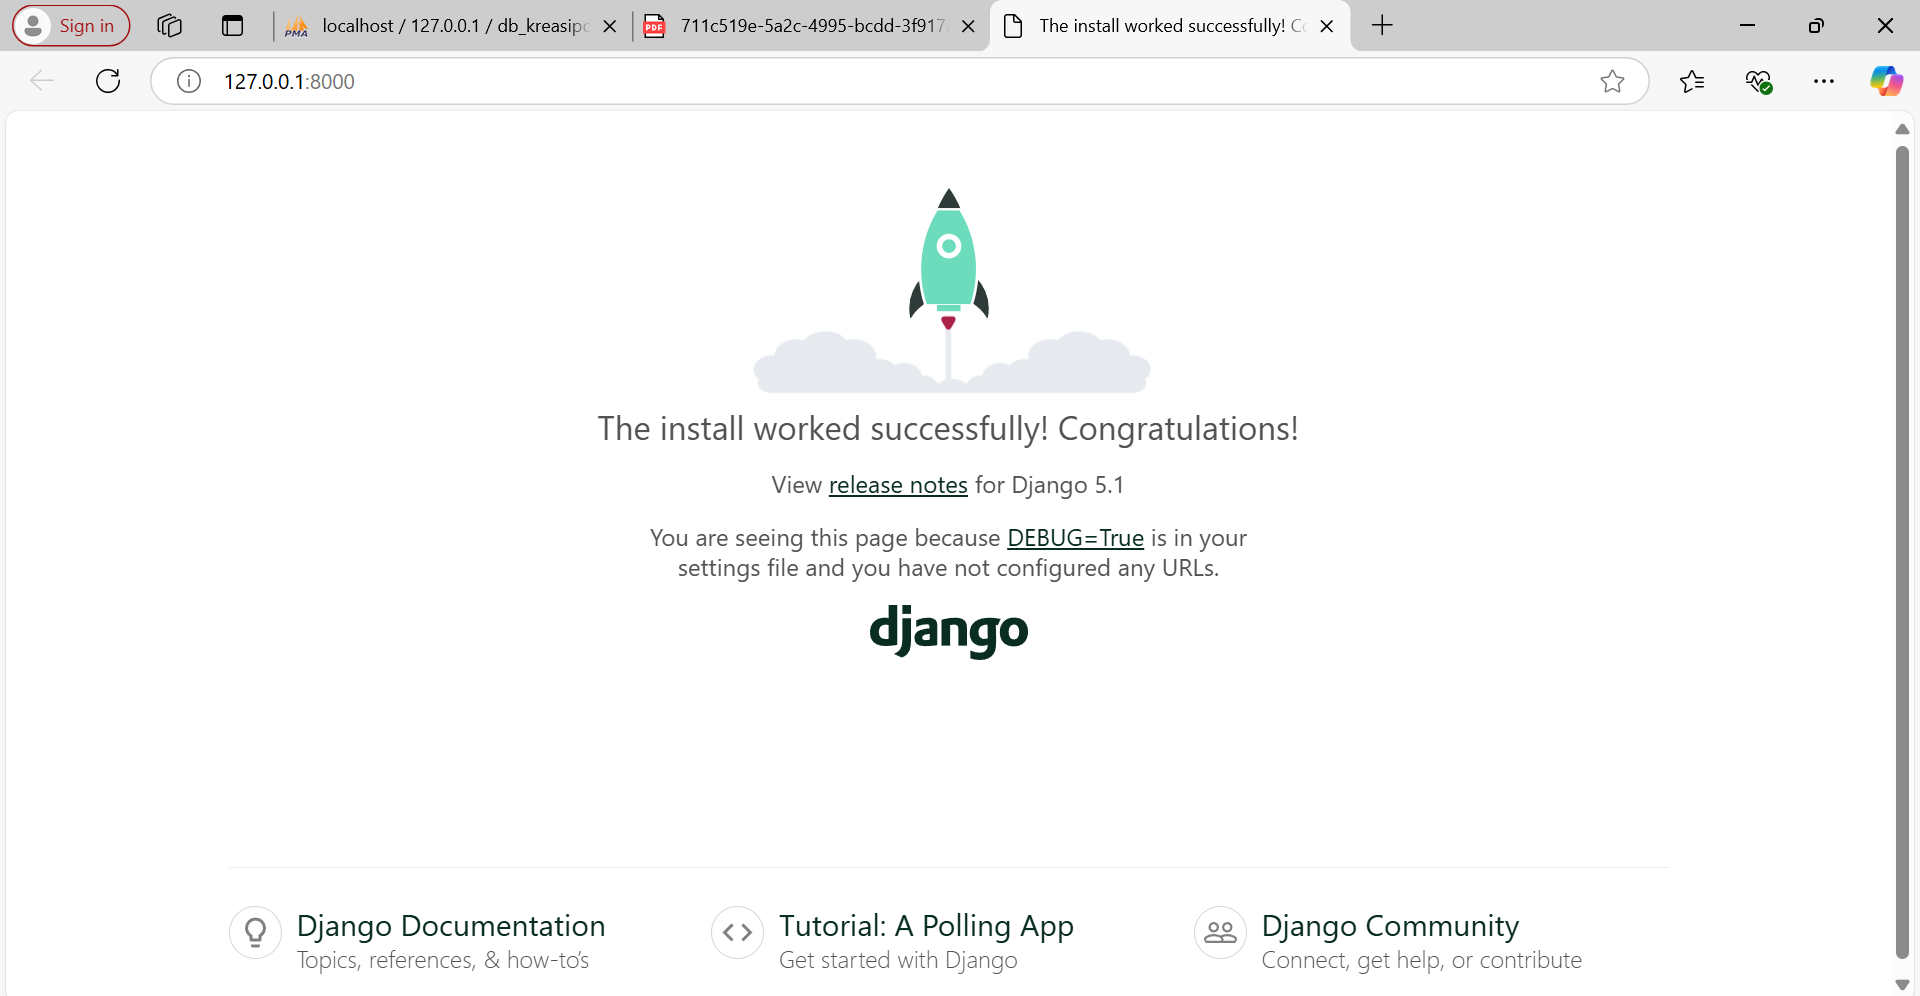 Sign in
PMA
localhost / 127.0.0.1 / db_kreasip
PDF
711c519e-5a2c-4995-bcdd-3f917
The install worked successfully! Co
127.0.0.1:8000
The install worked successfully! Congratulations!
View release notes for Django 5.1
You are seeing this page because DEBUG=True is in your
settings file and you have not configured any URLs.
django
Django Documentation
Topics, references, & how-to's
Tutorial: A Polling App
Get started with Django
Django Community
Connect, get help, or contribute